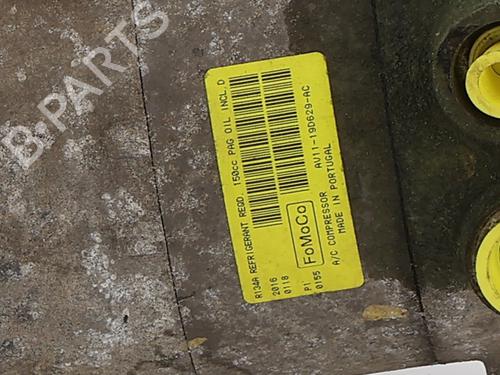 R134A REFRIGERANT REQD. 150cc PAG OIL INCL.D
2016
0118
P1
0155
FoMoCo
AV11-19D629-AC
A/C COMPRESSOR
MADE IN PORTUGAL
B-PARTS